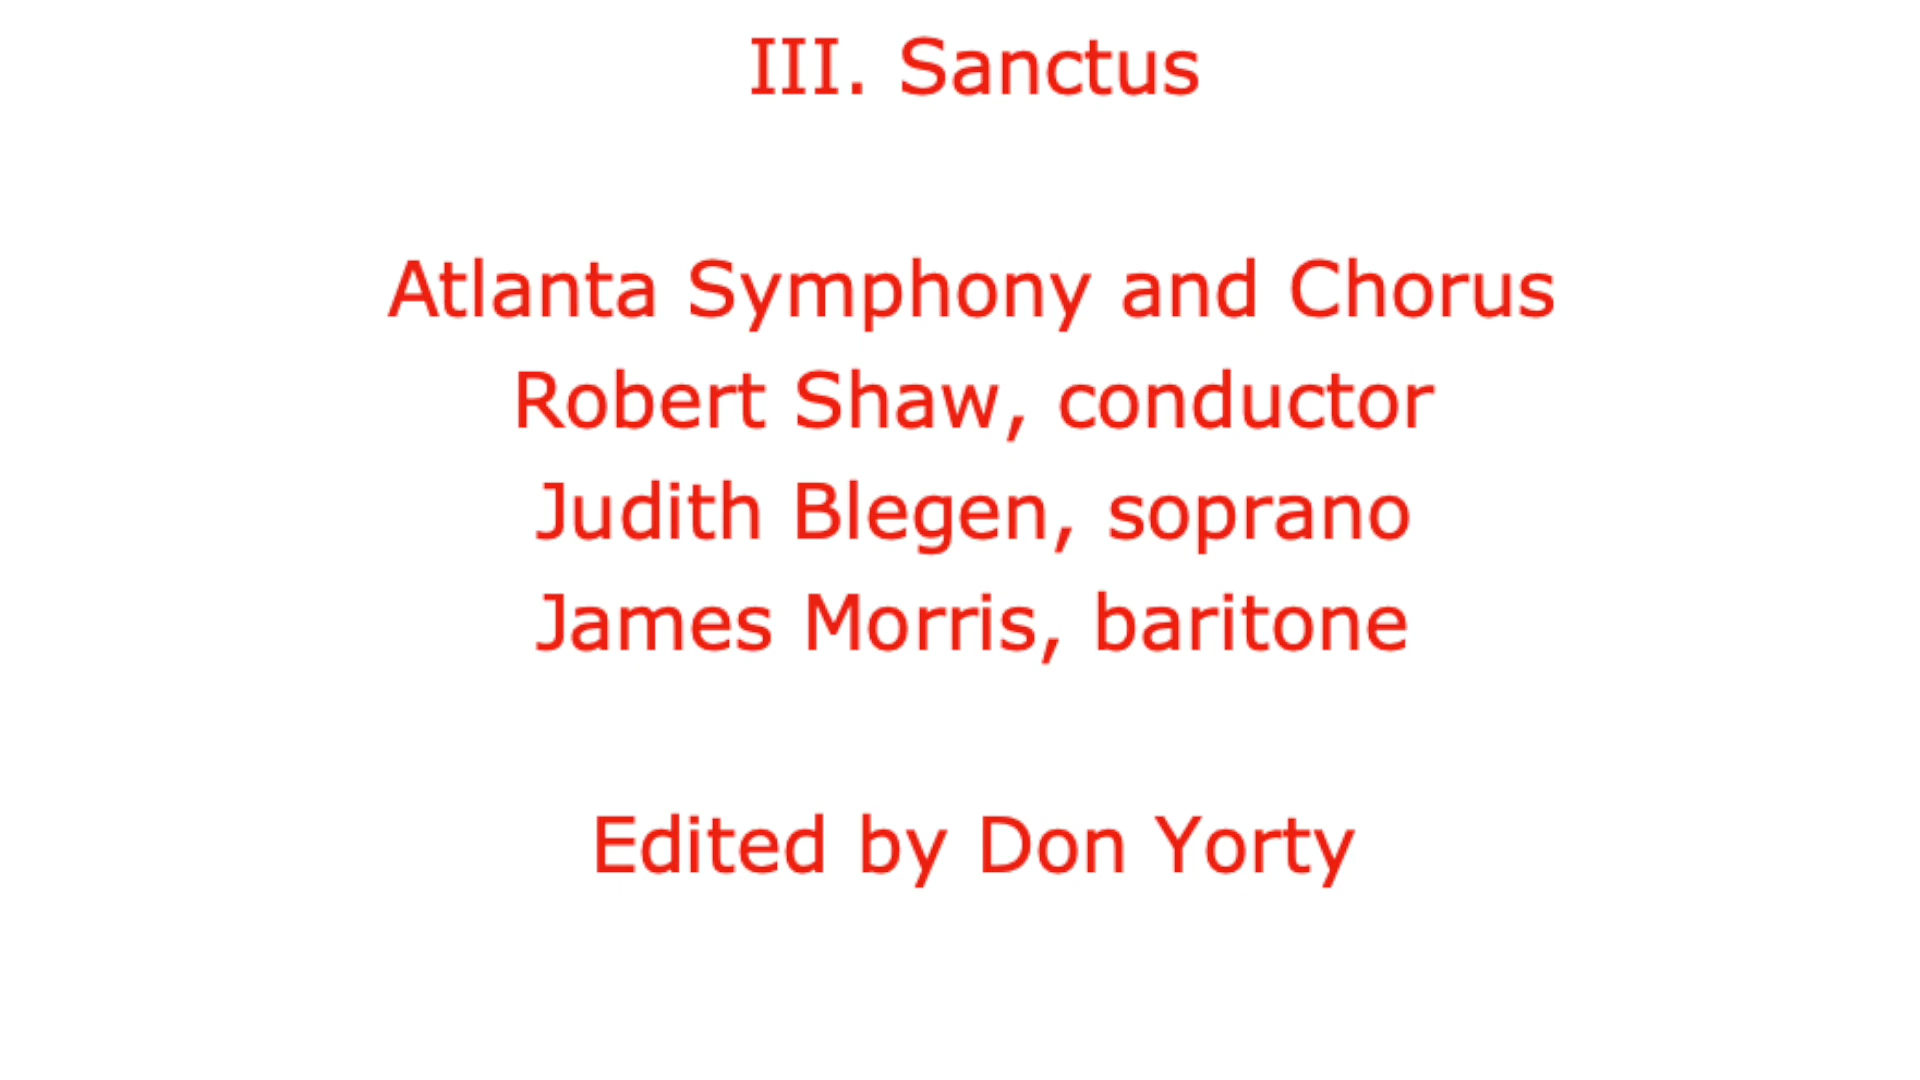 III. Sanctus
Atlanta Symphony and Chorus
Robert Shaw, conductor
Judith Blegen, soprano
James Morris, baritone
Edited by Don Yorty